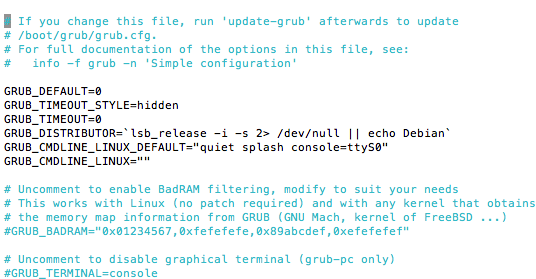 # If you change this file, run 'update-grub' afterwards to update
# /boot/grub/grub.cfg.
# For full documentation of the options in this file, see:
#   info -f grub -n 'Simple configuration'

GRUB_DEFAULT=0
GRUB_TIMEOUT_STYLE=hidden
GRUB_TIMEOUT=0
GRUB_DISTRIBUTOR=`lsb_release -i -s 2> /dev/null || echo Debian`
GRUB_CMDLINE_LINUX_DEFAULT="quiet splash console=ttyS0"
GRUB_CMDLINE_LINUX=""

# Uncomment to enable BadRAM filtering, modify to suit your needs
# This works with Linux (no patch required) and with any kernel that obtains
# the memory map information from GRUB (GNU Mach, kernel of FreeBSD ...)
#GRUB_BADRAM="0x01234567,0xfefefefe,0x89abcdef,0xefefefef"

# Uncomment to disable graphical terminal (grub-pc only)
#GRUB_TERMINAL=console